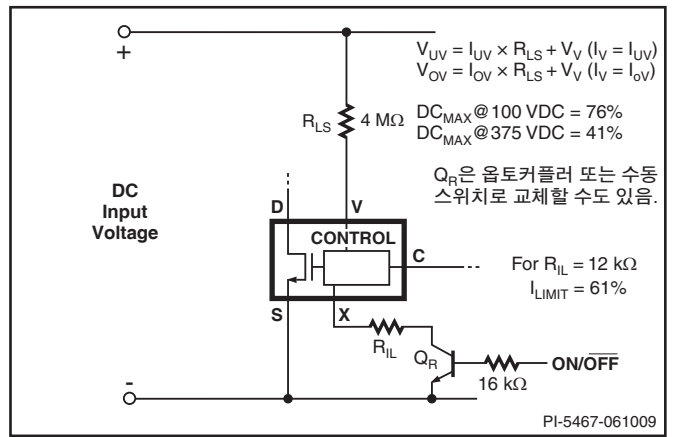 +
V_UV = I_UV × R_LS + V_V (I_V = I_UV)
V_OV = I_OV × R_LS + V_V (I_V = I_oV)
R_LS
4 MΩ
DC_MAX@100 VDC = 76%
DC_MAX@375 VDC = 41%
Q_R은 옵토커플러 또는 수동
스위치로 교체할 수도 있음.
DC
Input
Voltage
D
V
CONTROL
C
For R_IL = 12 kΩ
I_LIMIT = 61%
S
X
R_IL
Q_R
16 kΩ
ON/O̅F̅F̅
-
PI-5467-061009